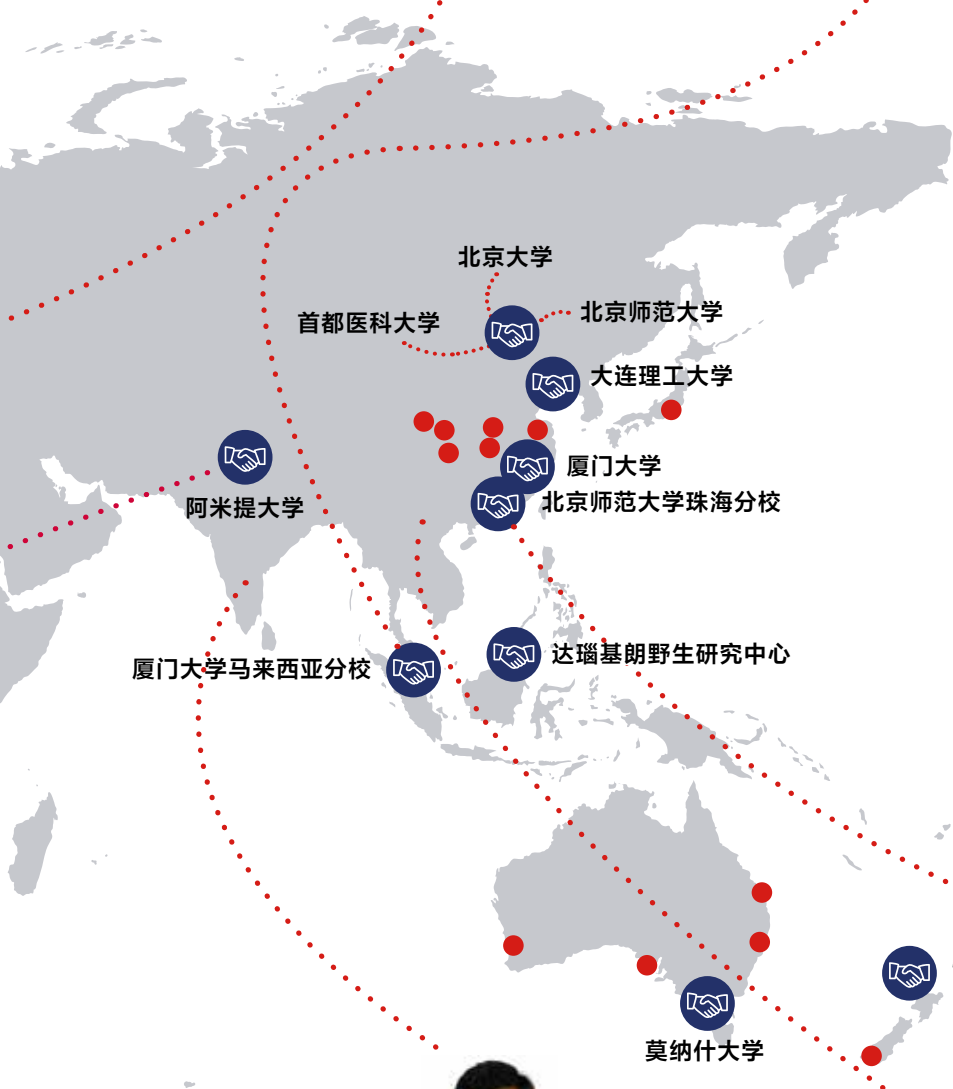 北京大学
北京师范大学
首都医科大学
大连理工大学
厦门大学
北京师范大学珠海分校
阿米提大学
达瑙基朗野生研究中心
厦门大学马来西亚分校
莫纳什大学